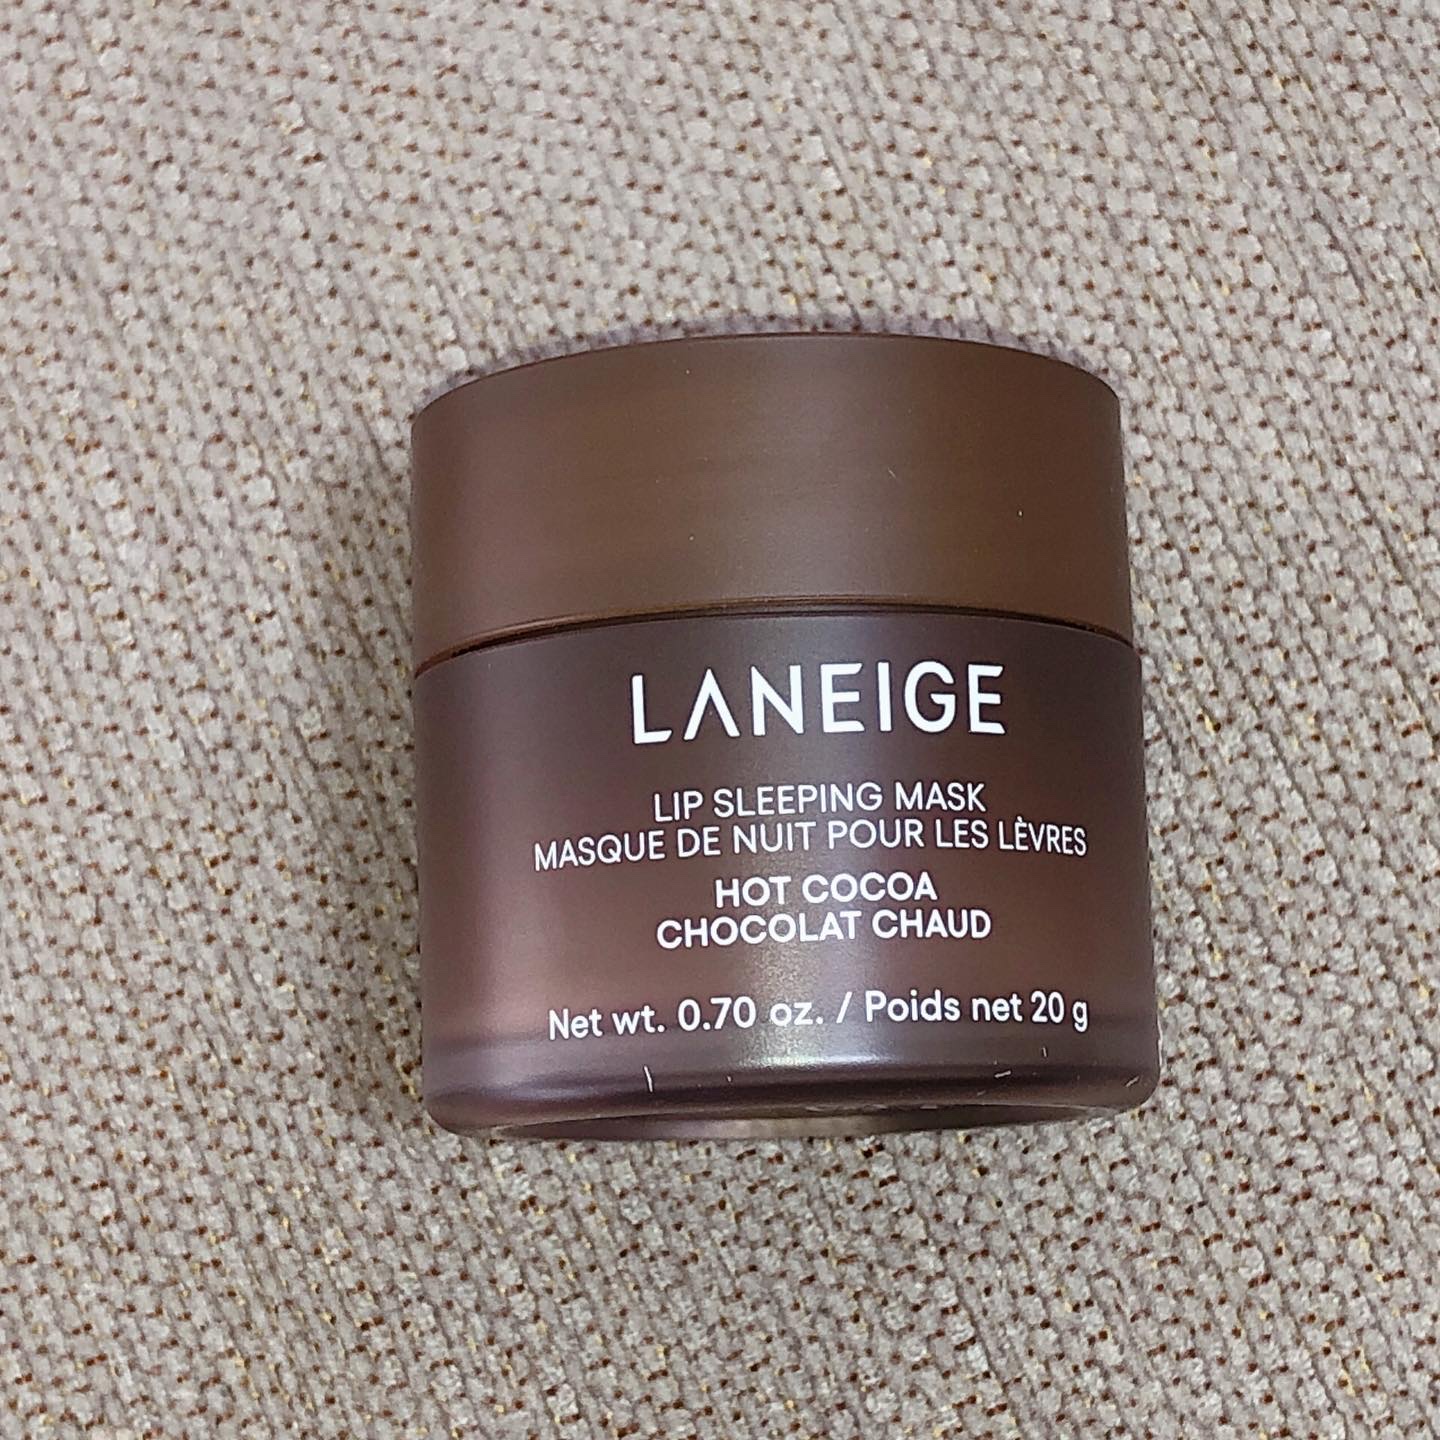 LANEIGE
LIP SLEEPING MASK
MASQUE DE NUIT POUR LES LÈVRES
HOT COCOA
CHOCOLAT CHAUD
Net wt. 0.70 oz. / Poids net 20 g